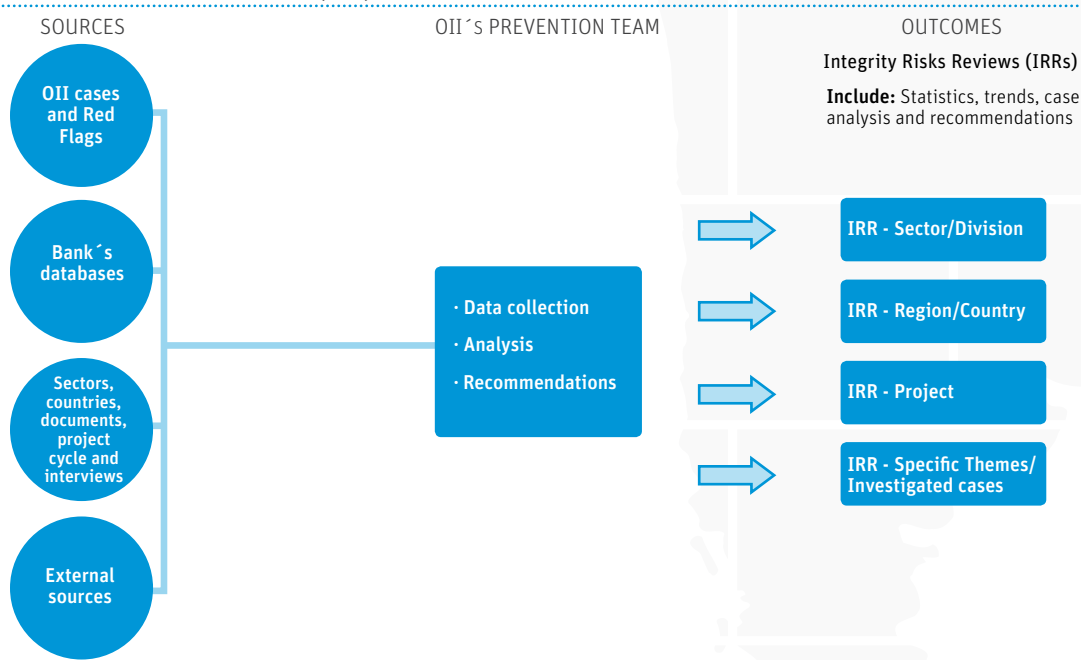 SOURCES
OII cases
and Red
Flags
Bank´s
databases
Sectors,
countries,
documents,
project
cycle and
interviews
External
sources
OII´s PREVENTION TEAM
· Data collection
· Analysis
· Recommendations
OUTCOMES
Integrity Risks Reviews (IRRs)
Include: Statistics, trends, case
analysis and recommendations
IRR - Sector/Division
IRR - Region/Country
IRR - Project
IRR - Specific Themes/
Investigated cases